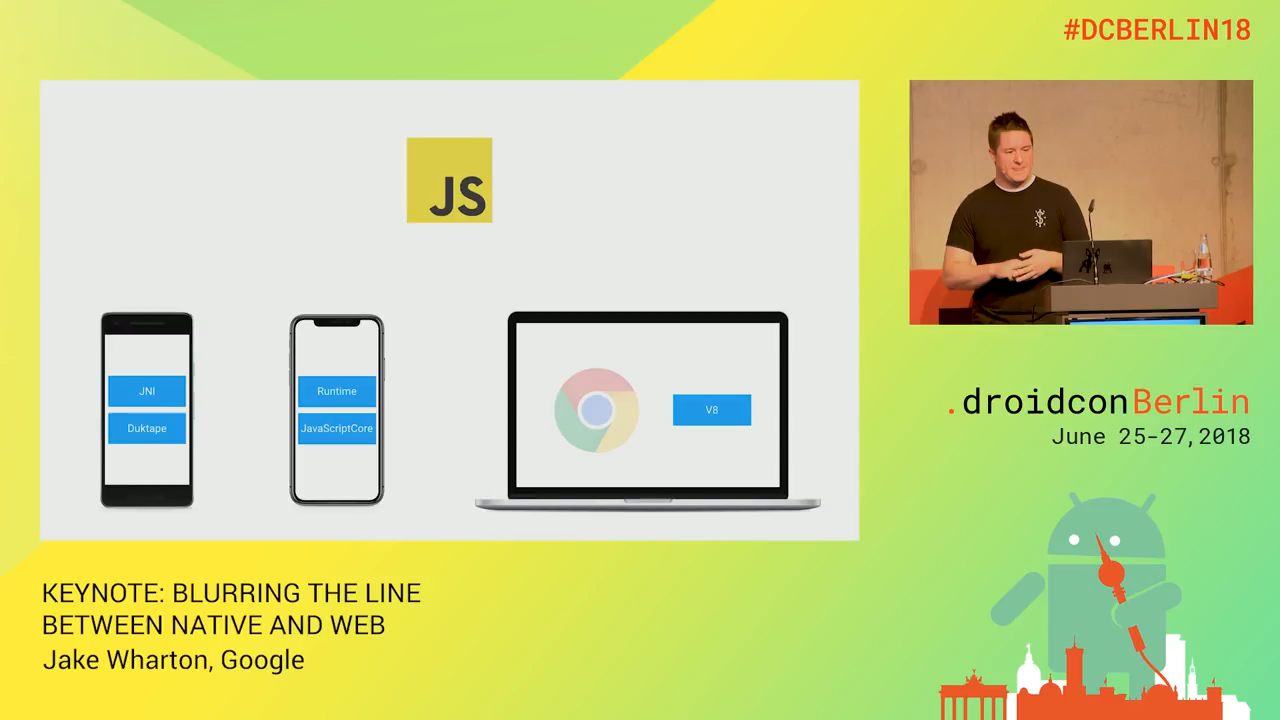 #DCBERLIN18
JS
JNI
Duktape
Runtime
JavaScriptCore
V8
.droidconBerlin
June 25-27,2018
KEYNOTE: BLURRING THE LINE
BETWEEN NATIVE AND WEB
Jake Wharton, Google